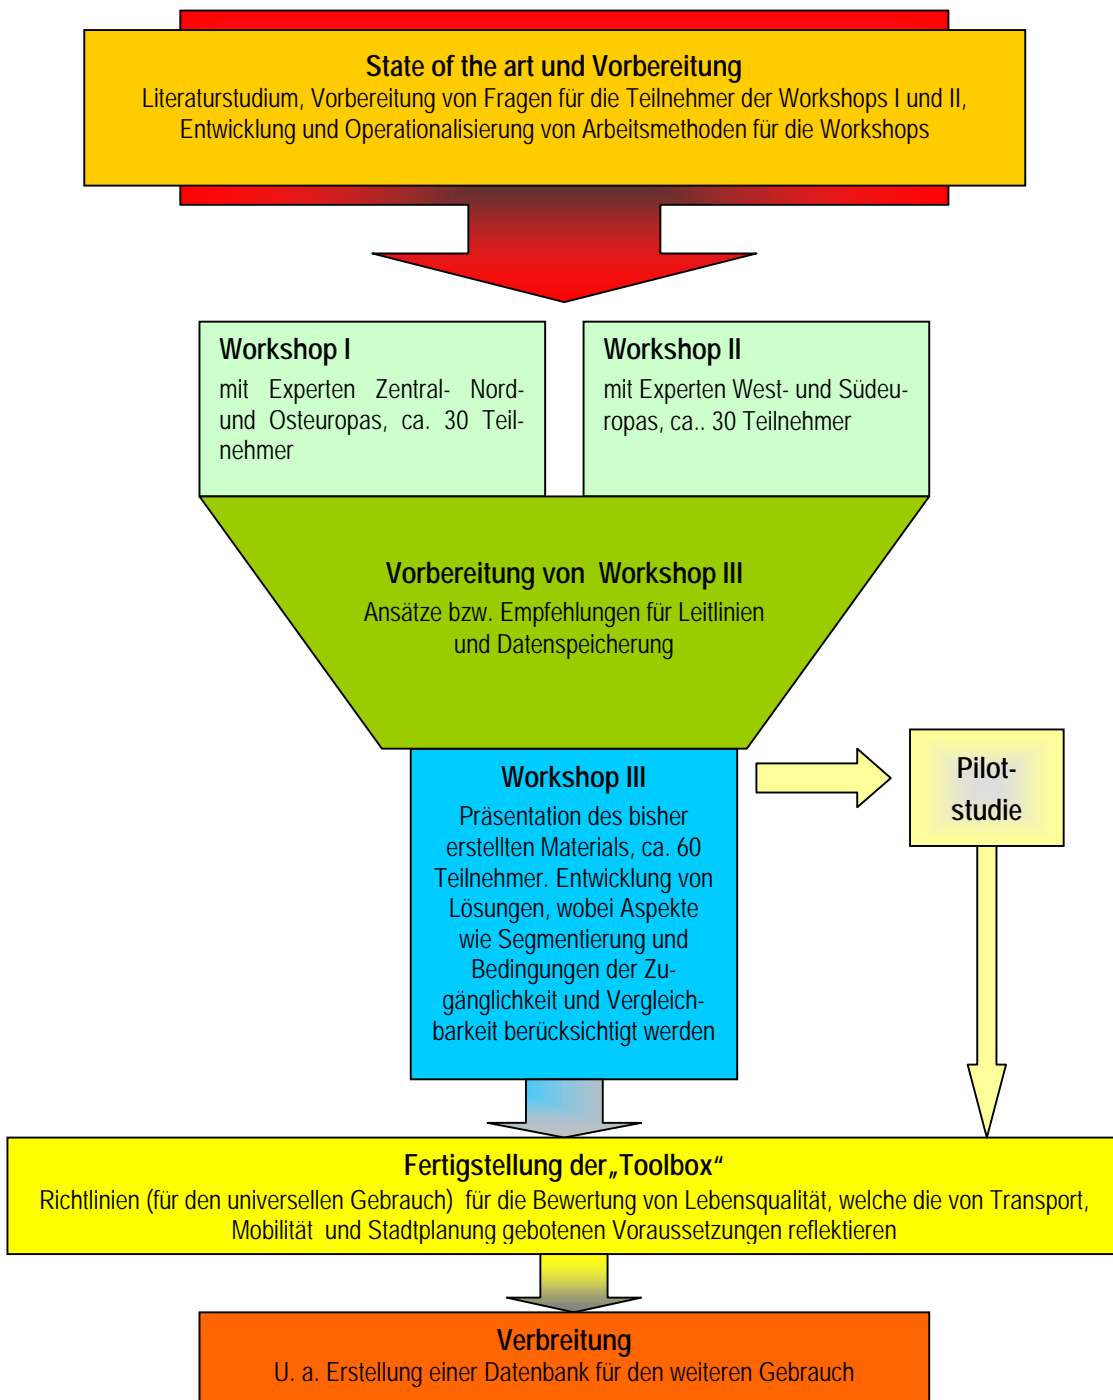 State of the art und Vorbereitung
Literaturstudium, Vorbereitung von Fragen für die Teilnehmer der Workshops I und II,
Entwicklung und Operationalisierung von Arbeitsmethoden für die Workshops
Workshop I
mit Experten Zentral- Nord-
und Osteuropas, ca. 30 Teil-
nehmer
Workshop II
mit Experten West- und Südeu-
ropas, ca.. 30 Teilnehmer
Vorbereitung von Workshop III
Ansätze bzw. Empfehlungen für Leitlinien
und Datenspeicherung
Workshop III
Präsentation des bisher
erstellten Materials, ca. 60
Teilnehmer. Entwicklung von
Lösungen, wobei Aspekte
wie Segmentierung und
Bedingungen der Zu-
gänglichkeit und Vergleich-
barkeit berücksichtigt werden
Pilot-
studie
Fertigstellung der „Toolbox“
Richtlinien (für den universellen Gebrauch) für die Bewertung von Lebensqualität, welche die von Transport,
Mobilität und Stadtplanung gebotenen Voraussetzungen reflektieren
Verbreitung
U. a. Erstellung einer Datenbank für den weiteren Gebrauch